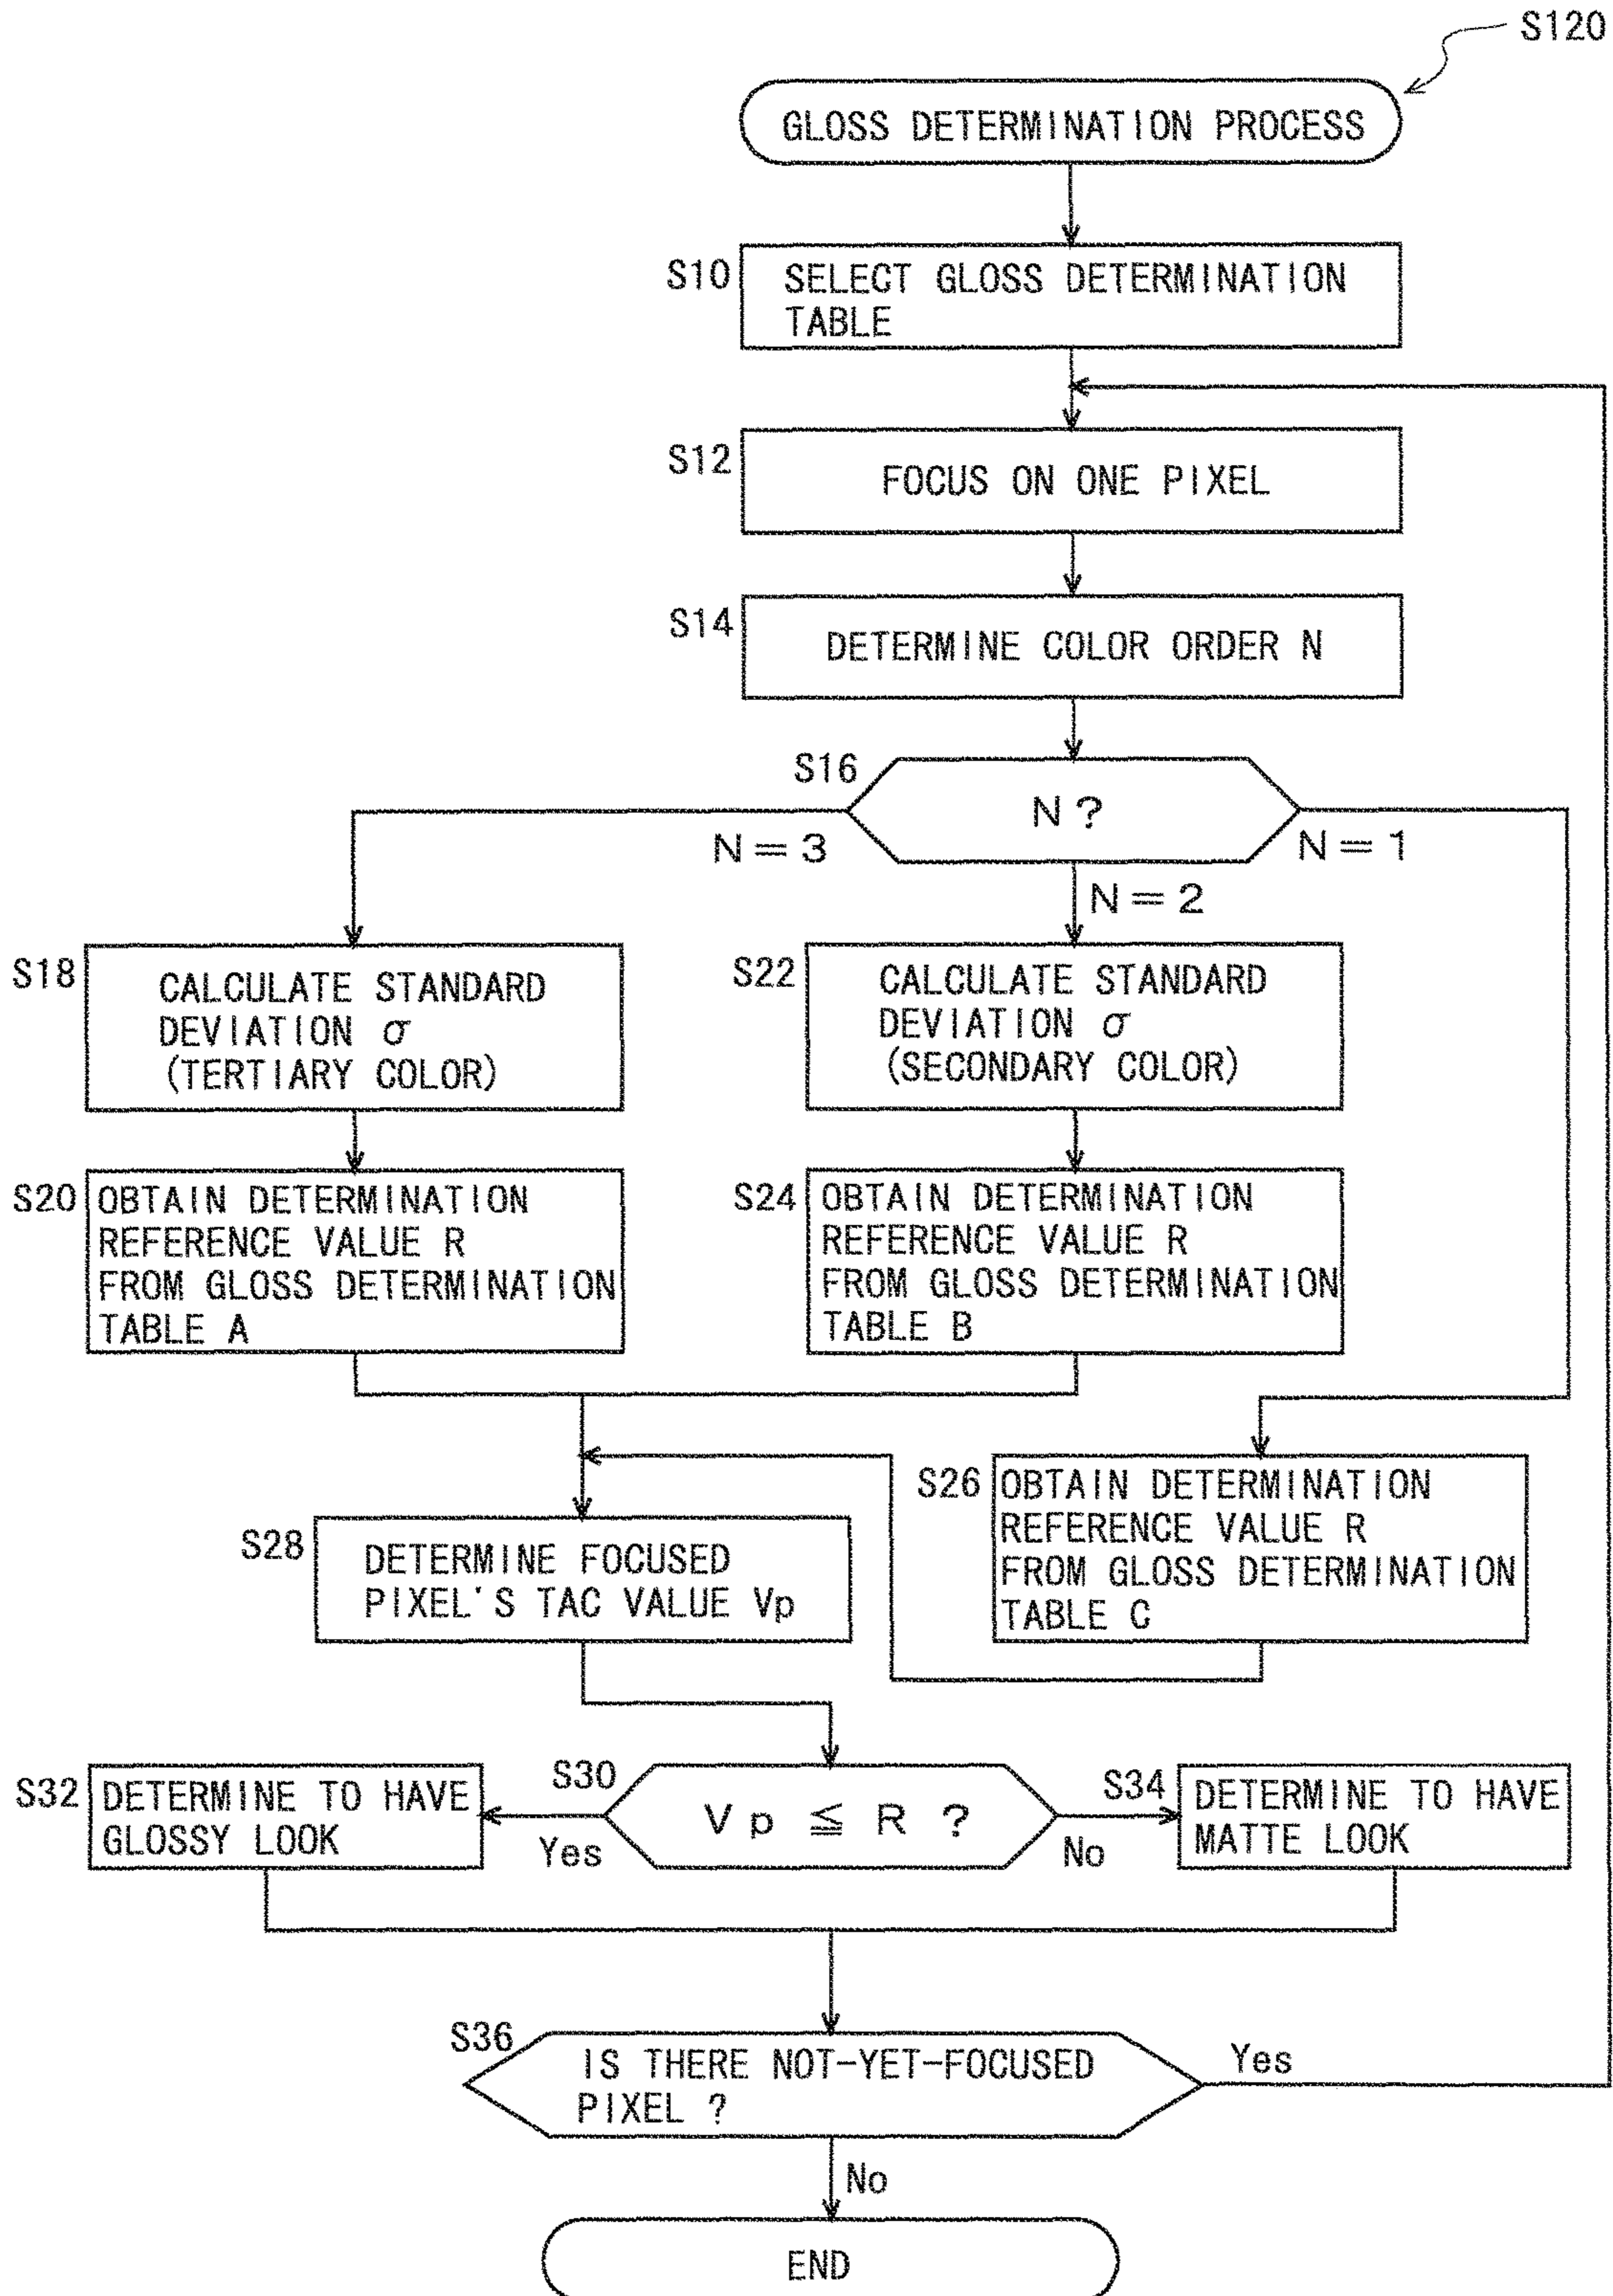 S120
GLOSS DETERMINATION PROCESS
S10
SELECT GLOSS DETERMINATION
TABLE
S12
FOCUS ON ONE PIXEL
S14
DETERMINE COLOR ORDER N
S16
N ?
N = 3
N = 1
N = 2
S18
CALCULATE STANDARD
DEVIATION σ
(TERTIARY COLOR)
S22
CALCULATE STANDARD
DEVIATION σ
(SECONDARY COLOR)
S20
OBTAIN DETERMINATION
REFERENCE VALUE R
FROM GLOSS DETERMINATION
TABLE A
S24
OBTAIN DETERMINATION
REFERENCE VALUE R
FROM GLOSS DETERMINATION
TABLE B
S26
OBTAIN DETERMINATION
REFERENCE VALUE R
FROM GLOSS DETERMINATION
TABLE C
S28
DETERMINE FOCUSED
PIXEL'S TAC VALUE Vp
S30
Vp ≦ R ?
Yes
No
S32
DETERMINE TO HAVE
GLOSSY LOOK
S34
DETERMINE TO HAVE
MATTE LOOK
S36
IS THERE NOT-YET-FOCUSED
PIXEL ?
Yes
No
END